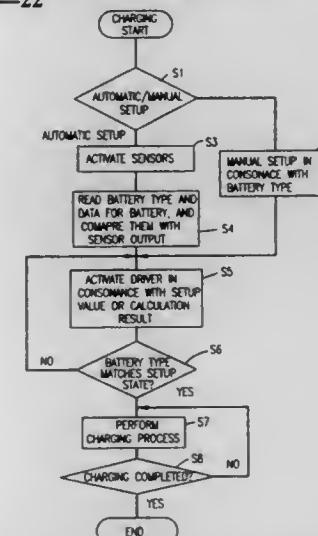 22
CHARGING
START
S1
AUTOMATIC/MANUAL
SETUP
AUTOMATIC SETUP
S3
ACTIVATE SENSORS
MANUAL SETUP IN
CONSONACE WITH
BATTERY TYPE
READ BATTERY TYPE AND
DATA FOR BATTERY, AND
COMAPRE THEM WITH
SENSOR OUTPUT
S4
S5
ACTIVATE DRIVER IN
CONSONANCE WITH SETUP
VALUE OR CALCULATION
RESULT
S6
NO
BATTERY TYPE
MATCHES SETUP
STATE?
YES
S7
PERFORM
CHARGING PROCESS
S8
NO
CHARGING COMPLETED?
YES
END